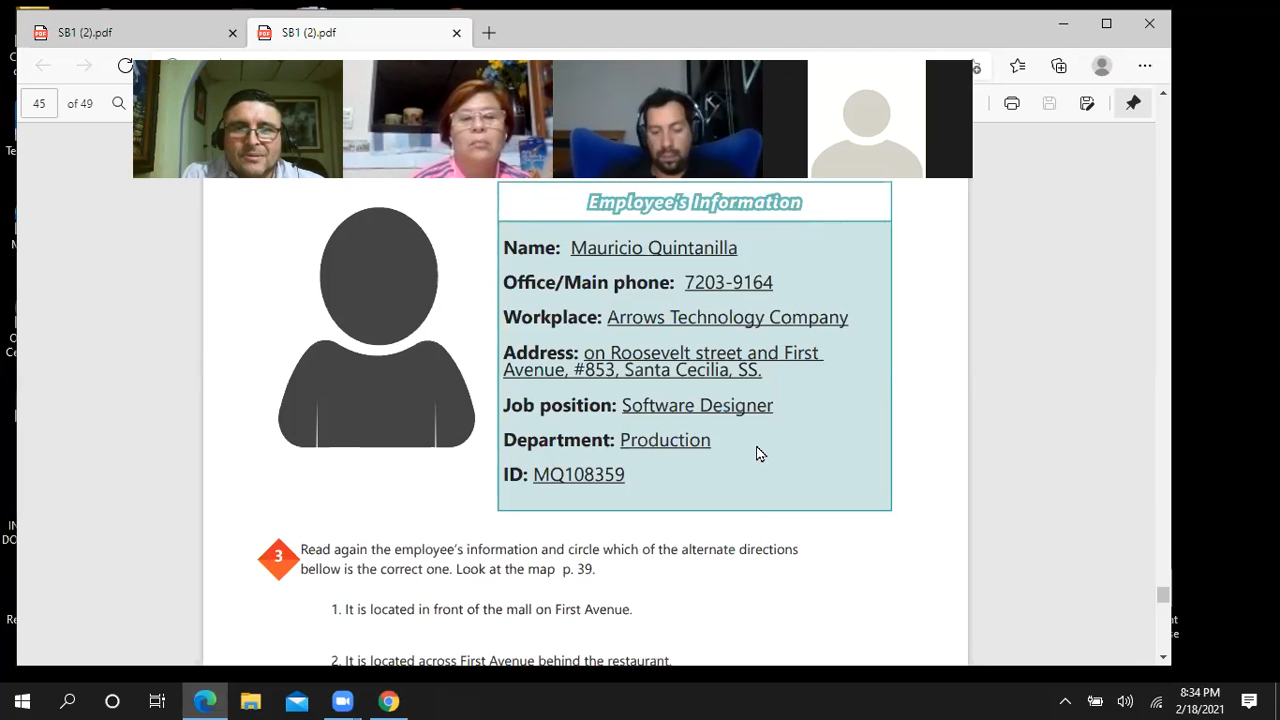 SB1 (2).pdf
SB1 (2).pdf
45 of 49
Employee's Information
Name: Mauricio Quintanilla
Office/Main phone: 7203-9164
Workplace: Arrows Technology Company
Address: on Roosevelt street and First
Avenue, #853, Santa Cecilia, SS.
Job position: Software Designer
Department: Production
ID: MQ108359
3
Read again the employee's information and circle which of the alternate directions
bellow is the correct one. Look at the map p. 39.
1. It is located in front of the mall on First Avenue.
2. It is located across First Avenue behind the restaurant.
8:34 PM
2/18/2021